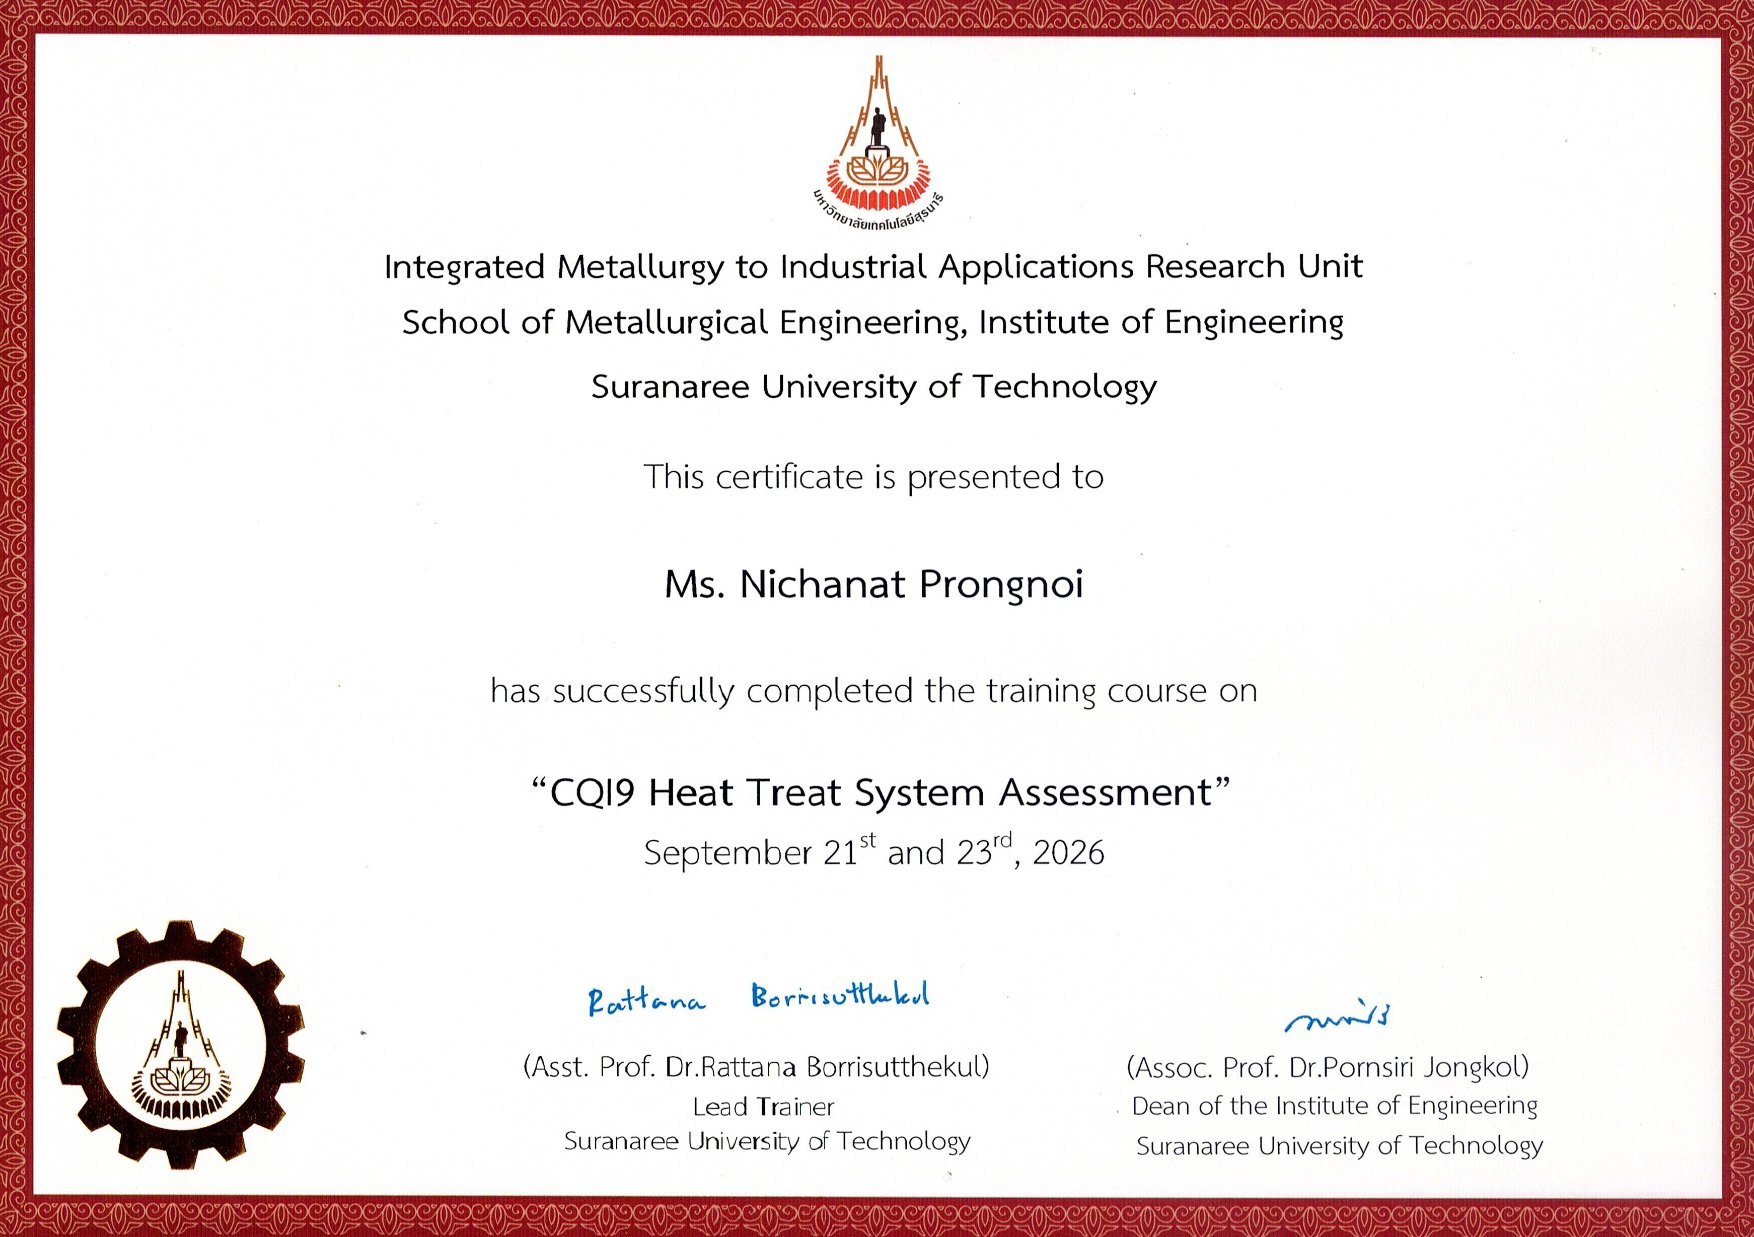 มหาวิทยาลัยเทคโนโลยีสุรนารี
Integrated Metallurgy to Industrial Applications Research Unit
School of Metallurgical Engineering, Institute of Engineering
Suranaree University of Technology
This certificate is presented to
Ms. Nichanat Prongnoi
has successfully completed the training course on
“CQI9 Heat Treat System Assessment”
September 21st and 23rd, 2026
Rattana Borrisutthekul
(Asst. Prof. Dr.Rattana Borrisutthekul)
Lead Trainer
Suranaree University of Technology
(Assoc. Prof. Dr.Pornsiri Jongkol)
Dean of the Institute of Engineering
Suranaree University of Technology